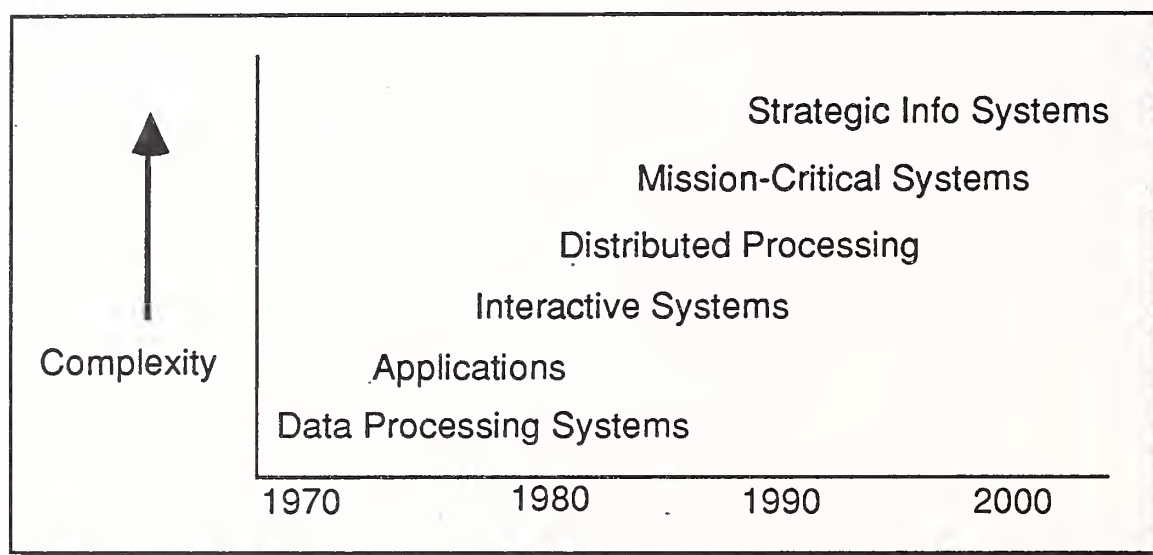 Strategic Info Systems
Mission-Critical Systems
Distributed Processing
Interactive Systems
Complexity
Applications
Data Processing Systems
1970 1980 1990 2000